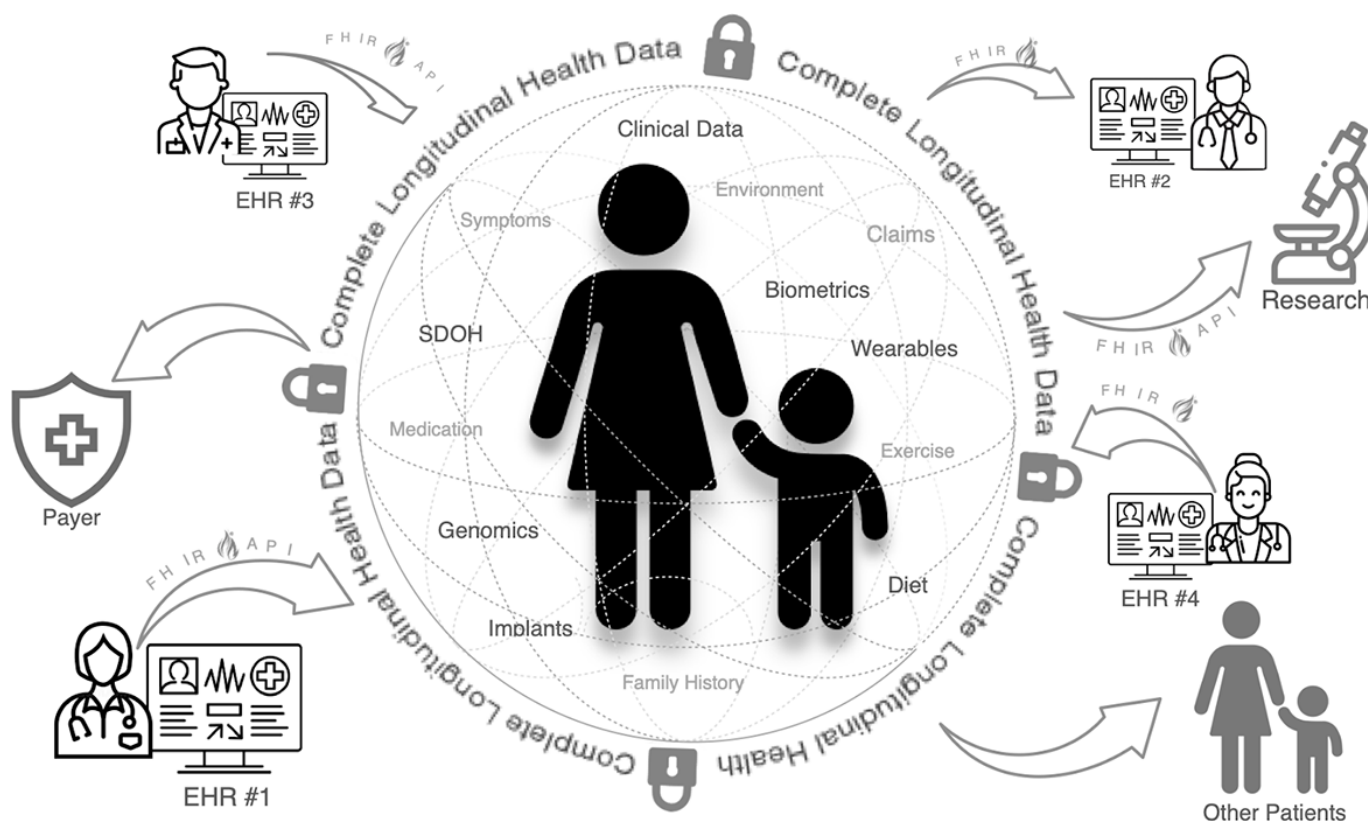 FHIR API
EHR #3
Complete Longitudinal Health Data
Complete Longitudinal Health Data
FHIR
EHR #2
Clinical Data
Environment
Symptoms
Claims
Biometrics
SDOH
Wearables
Medication
Exercise
Genomics
Diet
Implants
Family History
Research
FHIR API
Payer
FHIR
EHR #4
FHIR API
EHR #1
Complete Longitudinal Health Data
Complete Longitudinal Health
Other Patients